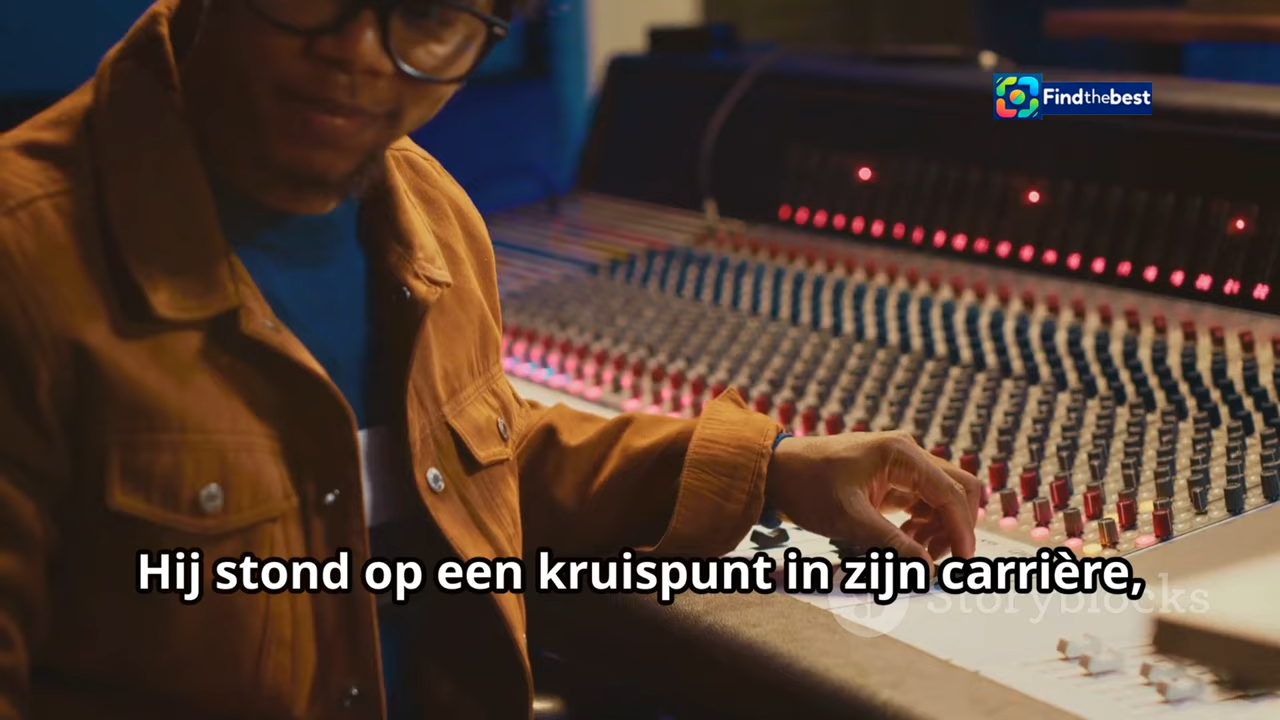 Findthebest
Hij stond op een kruispunt in zijn carrière,
Storyblocks